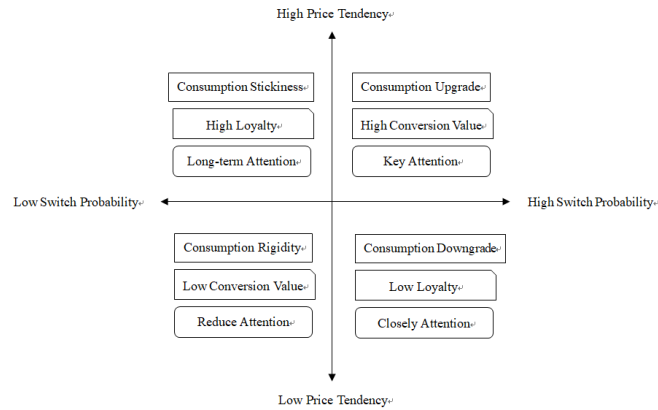 High Price Tendency
Consumption Stickiness
High Loyalty
Long-term Attention
Consumption Upgrade
High Conversion Value
Key Attention
Low Switch Probability
High Switch Probability
Consumption Rigidity
Low Conversion Value
Reduce Attention
Consumption Downgrade
Low Loyalty
Closely Attention
Low Price Tendency